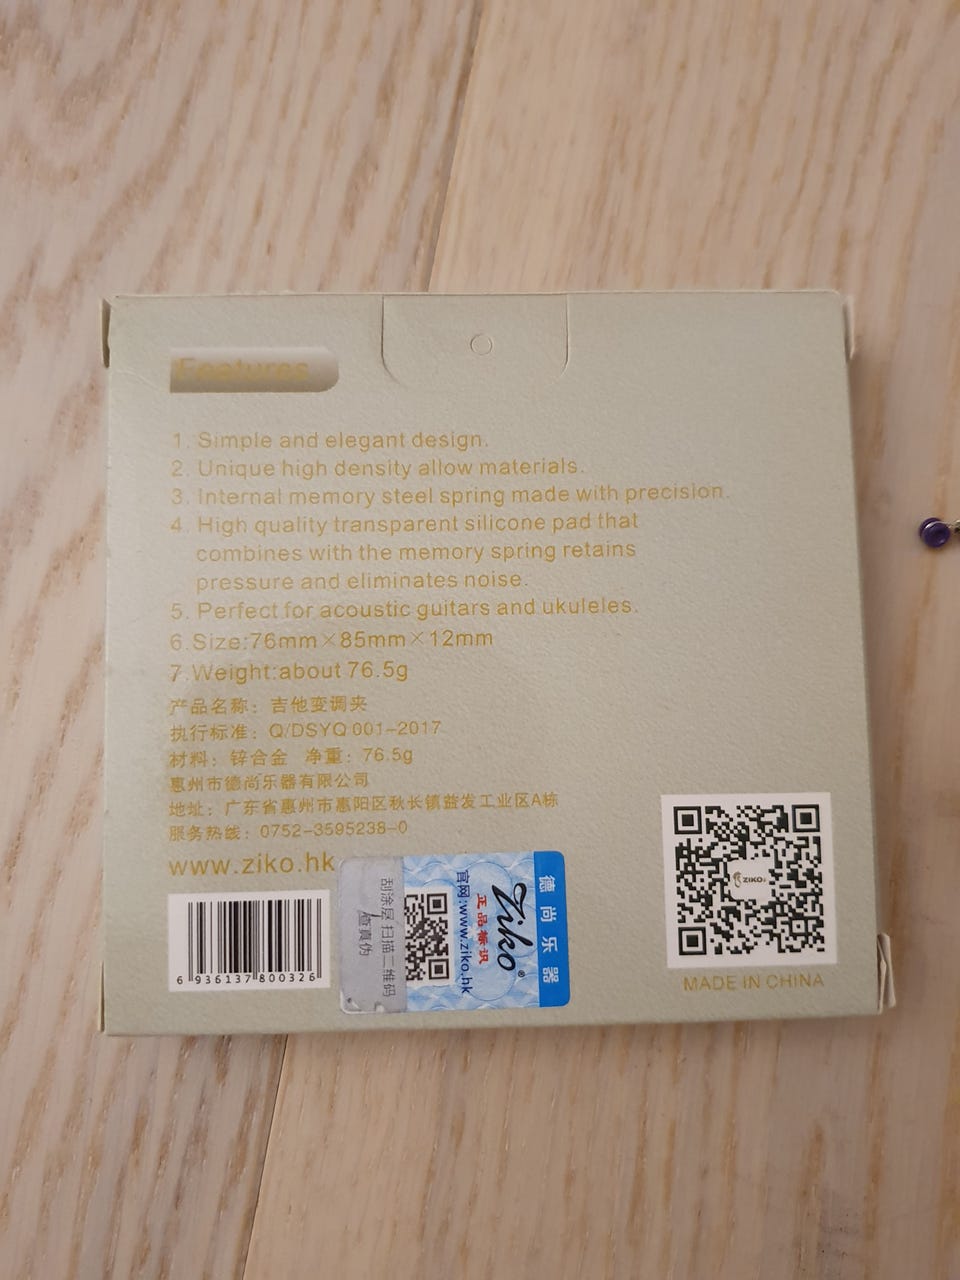 Features
1. Simple and elegant design.
2. Unique high density allow materials.
3. Internal memory steel spring made with precision.
4. High quality transparent silicone pad that
combines with the memory spring retains
pressure and eliminates noise.
5. Perfect for acoustic guitars and ukuleles.
6.Size:76mm×85mm×12mm
7.Weight:about 76.5g
产品名称：吉他变调夹
执行标准：Q/DSYQ 001-2017
材料：锌合金 净重：76.5g
惠州市德尚乐器有限公司
地址：广东省惠州市惠阳区秋长镇益发工业区A栋
服务热线：0752-3595238-0
www.ziko.hk
6 936137 800326
德尚乐器
Ziko®
正品标识
官网:www.ziko.hk
刮涂层 扫描二维码
查真伪
ZIKO
MADE IN CHINA